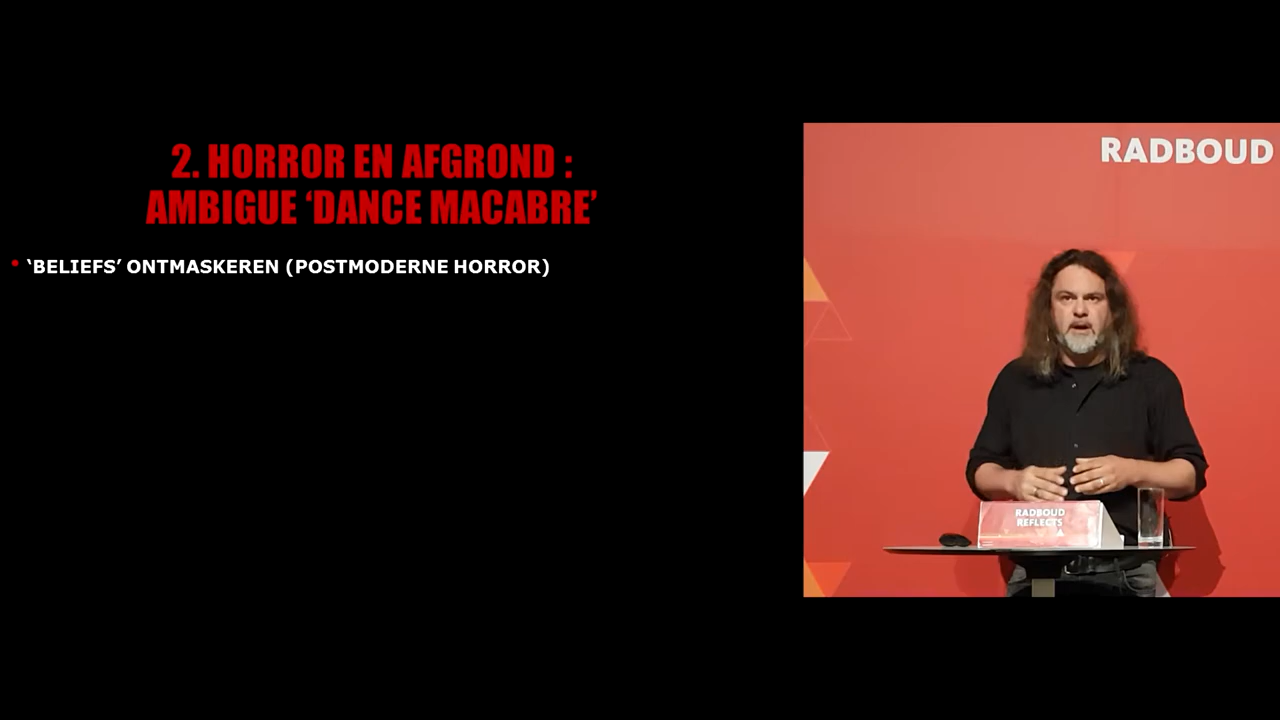 2. HORROR EN AFGROND :
AMBIGUE ‘DANCE MACABRE’
• ‘BELIEFS’ ONTMASKEREN (POSTMODERNE HORROR)
RADBOUD
RADBOUD
REFLECTS